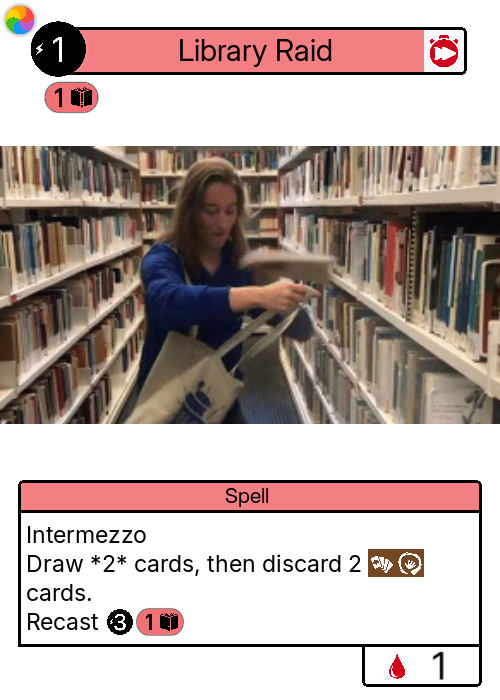 1
Library Raid
1
Spell
Intermezzo
Draw *2* cards, then discard 2
cards.
Recast 3 1
1